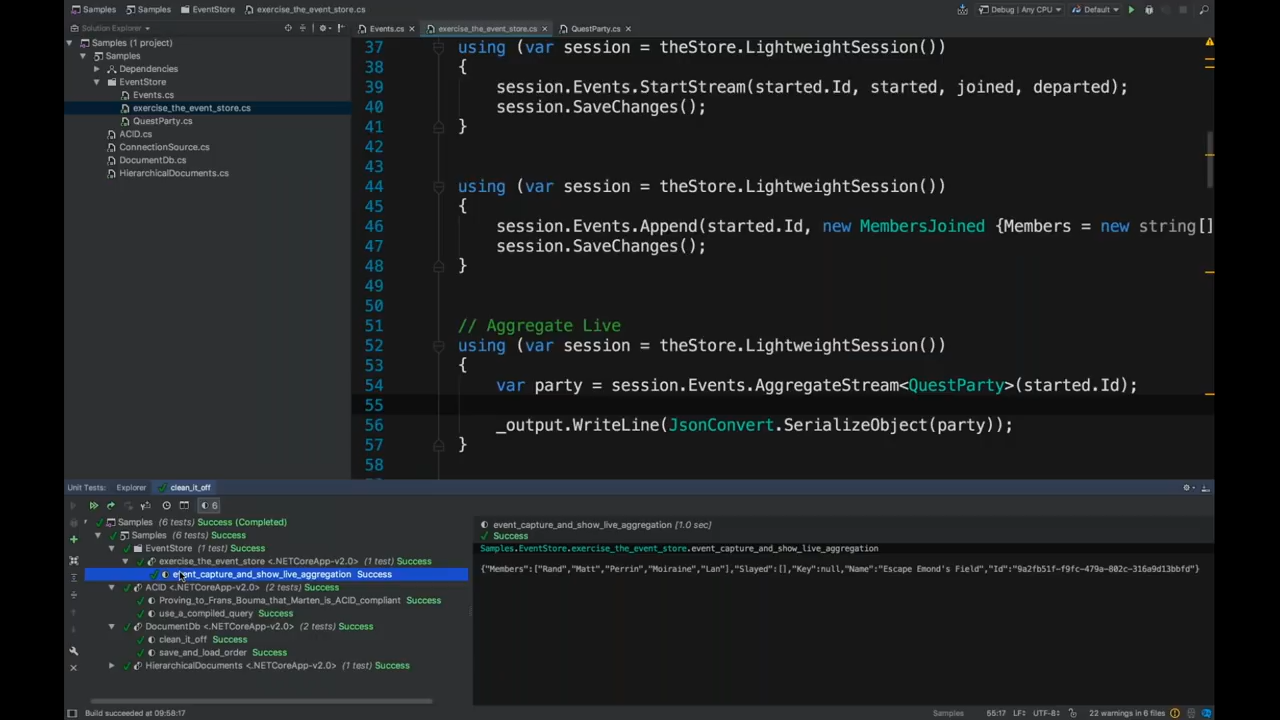 Samples
Samples
EventStore
exercise_the_event_store.cs
Debug | Any CPU
Default
Solution Explorer
Events.cs
exercise_the_event_store.cs
QuestParty.cs
Samples (1 project)
Samples
Dependencies
EventStore
Events.cs
exercise_the_event_store.cs
QuestParty.cs
ACID.cs
ConnectionSource.cs
DocumentDb.cs
HierarchicalDocuments.cs
37 using (var session = theStore.LightweightSession())
38 {
39 session.Events.StartStream(started.Id, started, joined, departed);
40 session.SaveChanges();
41 }
42
43
44 using (var session = theStore.LightweightSession())
45 {
46 session.Events.Append(started.Id, new MembersJoined {Members = new string[]
47 session.SaveChanges();
48 }
49
50
51 // Aggregate Live
52 using (var session = theStore.LightweightSession())
53 {
54 var party = session.Events.AggregateStream<QuestParty>(started.Id);
55
56 _output.WriteLine(JsonConvert.SerializeObject(party));
57 }
58
Unit Tests: Explorer clean_it_off
6
Samples (6 tests) Success (Completed)
Samples (6 tests) Success
EventStore (1 test) Success
exercise_the_event_store <.NETCoreApp-v2.0> (1 test) Success
event_capture_and_show_live_aggregation Success
ACID <.NETCoreApp-v2.0> (2 tests) Success
Proving_to_Frans_Bouma_that_Marten_is_ACID_compliant Success
use_a_compiled_query Success
DocumentDb <.NETCoreApp-v2.0> (2 tests) Success
clean_it_off Success
save_and_load_order Success
HierarchicalDocuments <.NETCoreApp-v2.0> (1 test) Success
event_capture_and_show_live_aggregation [1.0 sec]
Success
Samples.EventStore.exercise_the_event_store.event_capture_and_show_live_aggregation
{"Members":["Rand","Matt","Perrin","Moiraine","Lan"],"Slayed":[],"Key":null,"Name":"Escape Emond's Field","Id":"9a2fb51f-f9fc-479a-802c-316a9d13bbfd"}
Build succeeded at 09:58:17
Samples
55:17
LF÷
UTF-8÷
22 warnings in 6 files